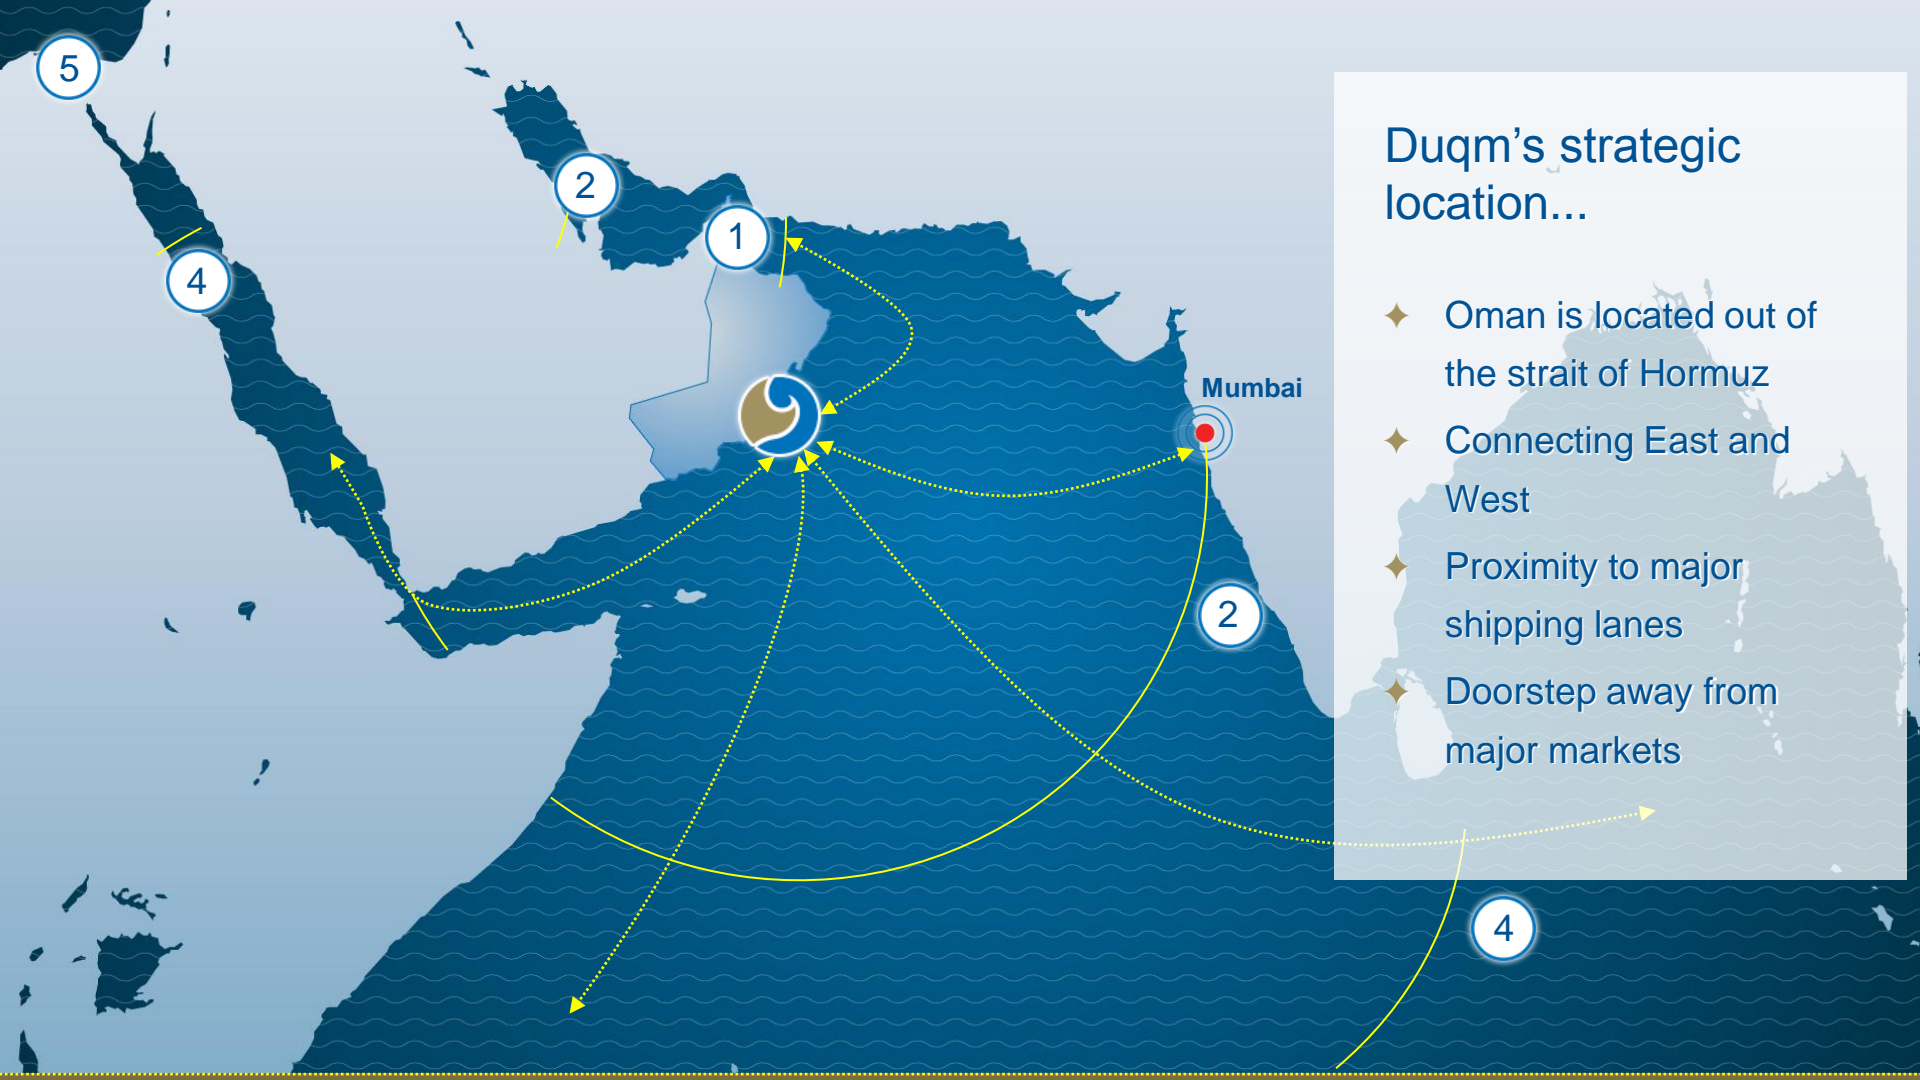 5
2
1
4
Mumbai
2
4
Duqm’s strategic
location...
✦ Oman is located out of
the strait of Hormuz
✦ Connecting East and
West
✦ Proximity to major
shipping lanes
✦ Doorstep away from
major markets